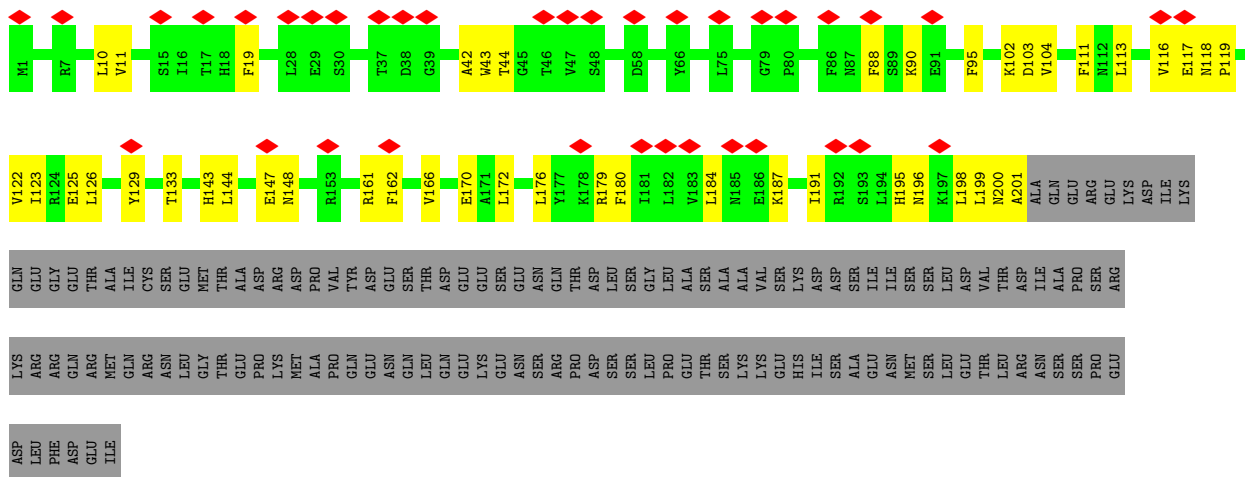 M1 R7 L10 V11 S15 I16 T17 H18 F19 L28 E29 S30 T37 D38 G39 A42 W43 T44 G45 T46 V47 S48 D58 Y66 L75 G79 P80 F86 N87 F88 S89 K90 E91 F95 K102 D103 V104 F111 N112 L113 V116 E117 N118 P119
V122 I123 R124 E125 L126 Y129 T133 H143 L144 E147 N148 R153 R161 F162 V166 E170 A171 L172 L176 Y177 K178 R179 F180 I181 L182 V183 L184 N185 E186 K187 I191 R192 S193 L194 H195 N196 K197 L198 L199 N200 A201 ALA GLN GLU GLU ARG GLU LYS ASP ILE LYS
GLN GLU GLY GLU THR ALA ILE CYS SER GLU MET THR ALA ASP ARG ASP PRO VAL TYR ASP GLU SER THR ASP GLU GLU SER GLU ASN GLN THR ASP LEU SER GLY LEU ALA SER ALA ALA VAL SER LYS ASP ASP SER ILE ILE SER SER LEU ASP VAL THR ASP ILE ALA PRO SER ARG
LYS ARG ARG GLN ARG MET GLN ARG ASN LEU GLY THR GLU PRO LYS MET ALA PRO GLN GLU ASN GLN LEU GLN GLU LYS GLU ASN SER ARG PRO ASP SER SER LEU PRO GLU THR SER LYS LYS GLU HIS ILE SER ALA GLU ASN MET SER LEU GLU THR LEU ARG ASN SER SER PRO GLU
ASP LEU PHE ASP GLU ILE